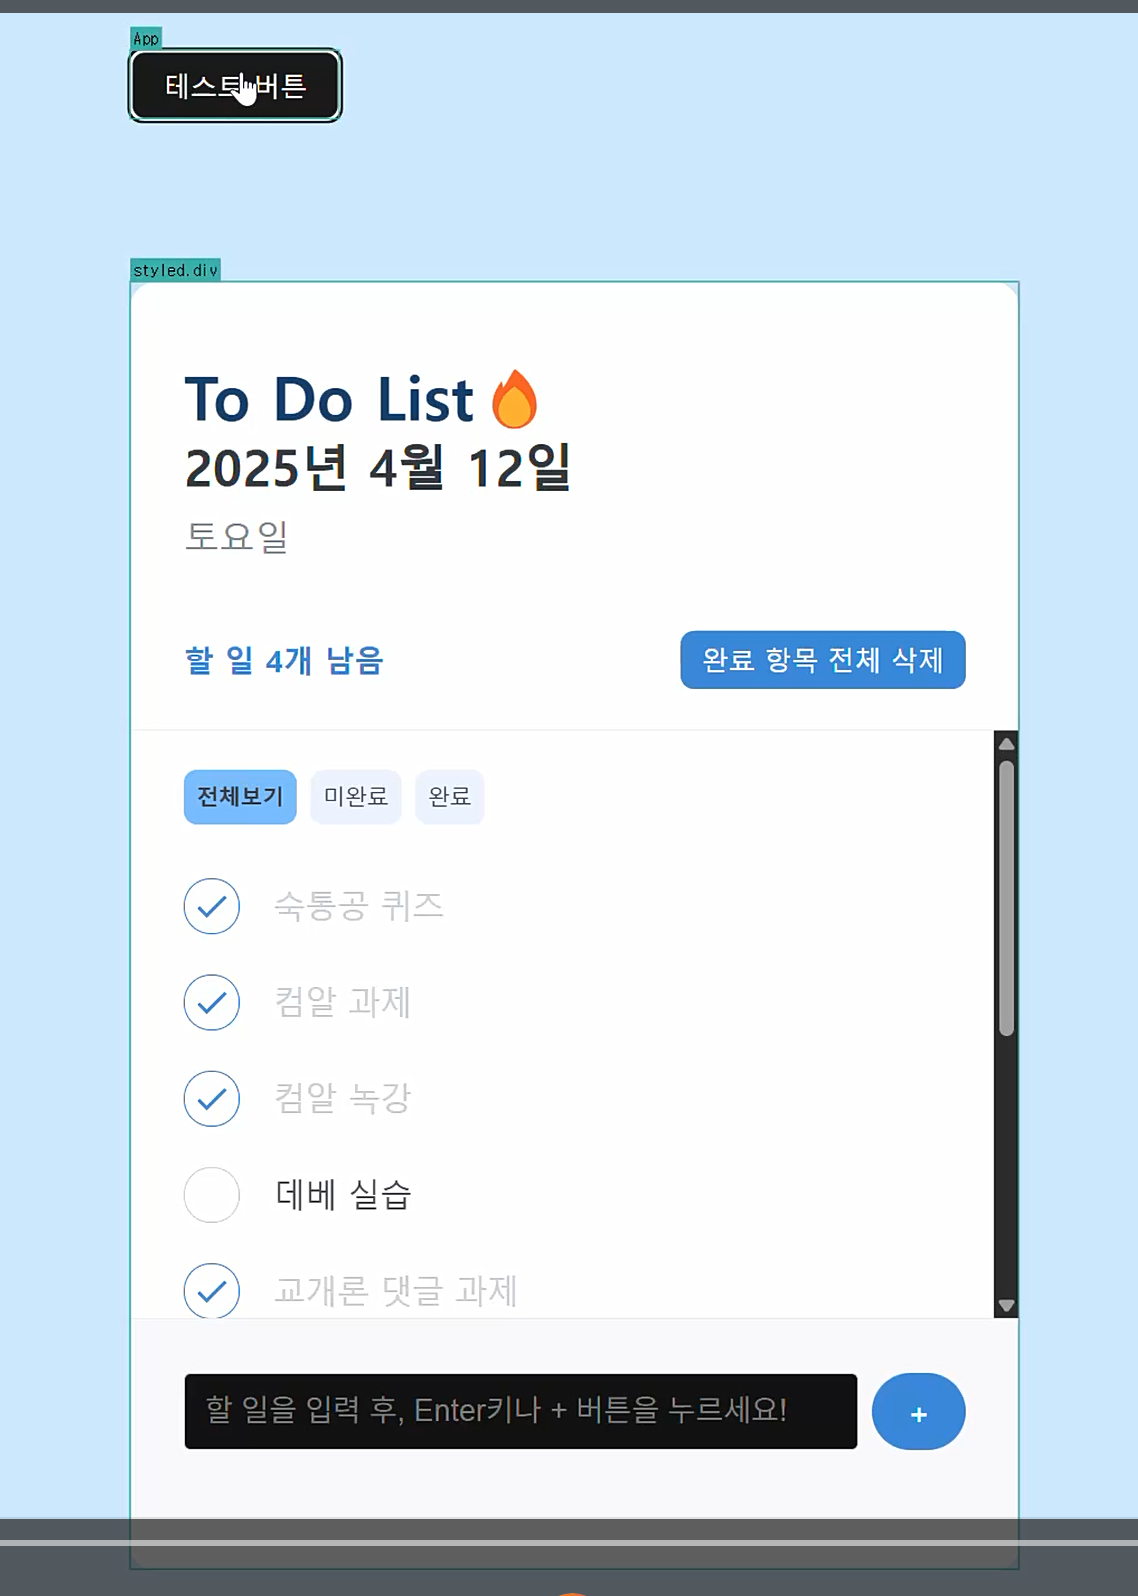 App
테스트 버튼
styled.div
To Do List🔥
2025년 4월 12일
토요일
할 일 4개 남음
완료 항목 전체 삭제
전체보기 미완료 완료
숙통공 퀴즈
컴알 과제
컴알 녹강
데베 실습
교개론 댓글 과제
할 일을 입력 후, Enter키나 + 버튼을 누르세요!
+